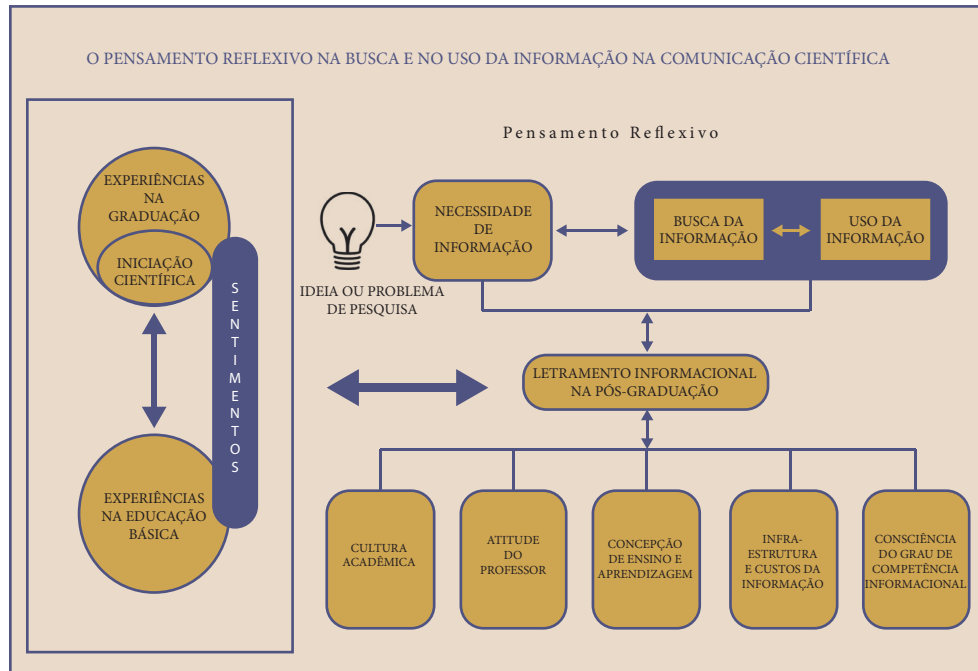 O PENSAMENTO REFLEXIVO NA BUSCA E NO USO DA INFORMAÇÃO NA COMUNICAÇÃO CIENTÍFICA
EXPERIÊNCIAS
NA
GRADUAÇÃO
INICIAÇÃO
CIENTÍFICA
SENTIMENTOS
EXPERIÊNCIAS
NA EDUCAÇÃO
BÁSICA
Pensamento Reflexivo
IDEIA OU PROBLEMA
DE PESQUISA
NECESSIDADE
DE
INFORMAÇÃO
BUSCA DA
INFORMAÇÃO
USO DA
INFORMAÇÃO
LETRAMENTO INFORMACIONAL
NA PÓS-GRADUAÇÃO
CULTURA
ACADÊMICA
ATITUDE
DO
PROFESSOR
CONCEPÇÃO
DE ENSINO E
APRENDIZAGEM
INFRA-
ESTRUTURA
E CUSTOS DA
INFORMAÇÃO
CONSCIÊNCIA
DO GRAU DE
COMPETÊNCIA
INFORMACIONAL